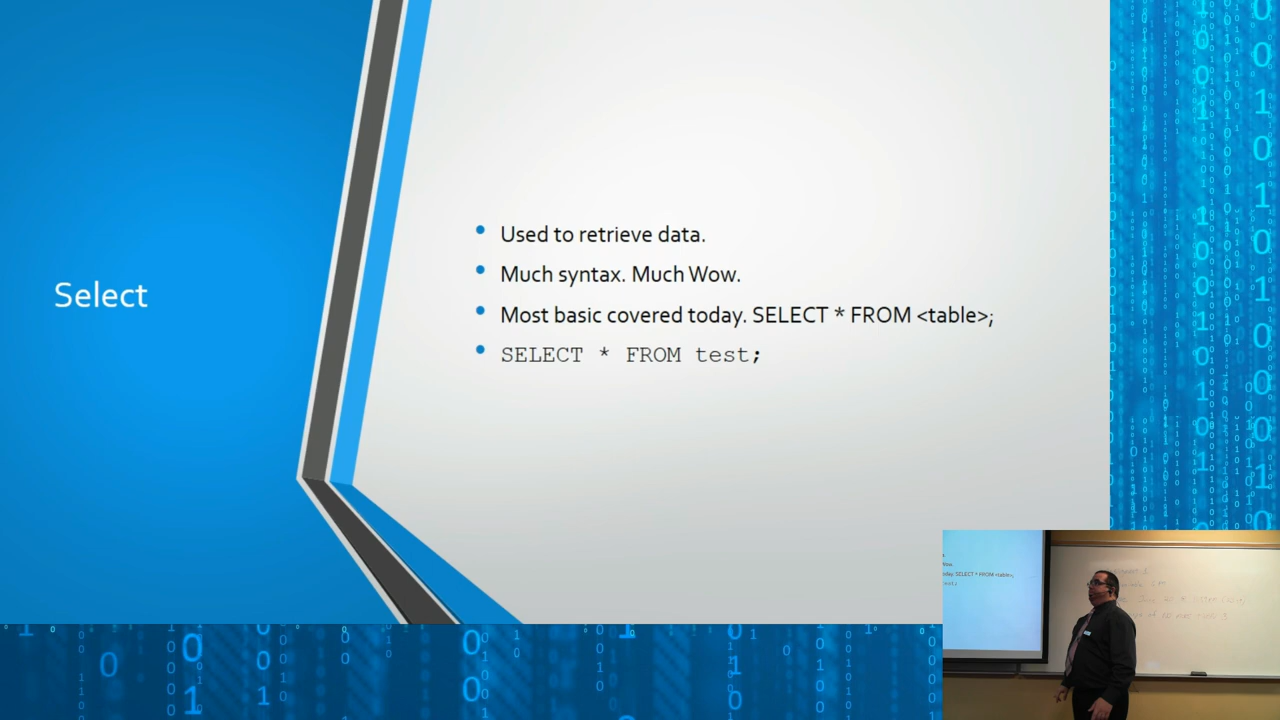 Select
Used to retrieve data.
Much syntax. Much Wow.
Most basic covered today. SELECT * FROM <table>;
SELECT * FROM test;